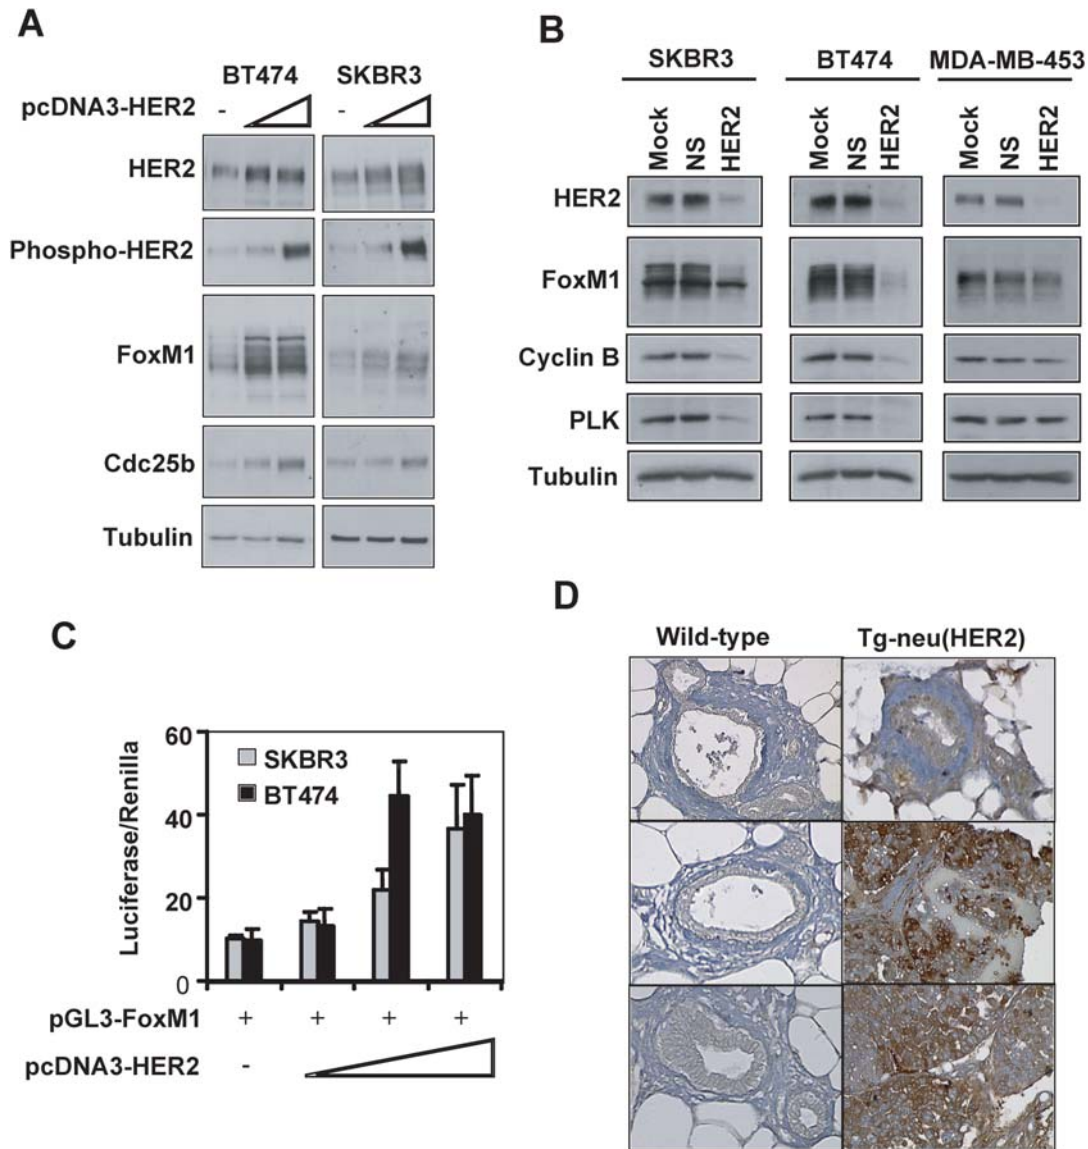 A
BT474 SKBR3
pcDNA3-HER2 - -
HER2
Phospho-HER2
FoxM1
Cdc25b
Tubulin
B
SKBR3 BT474 MDA-MB-453
Mock NS HER2 Mock NS HER2 Mock NS HER2
HER2
FoxM1
Cyclin B
PLK
Tubulin
C
Luciferase/Renilla
60
40
20
0
SKBR3
BT474
pGL3-FoxM1 + + + +
pcDNA3-HER2 -
D
Wild-type Tg-neu(HER2)